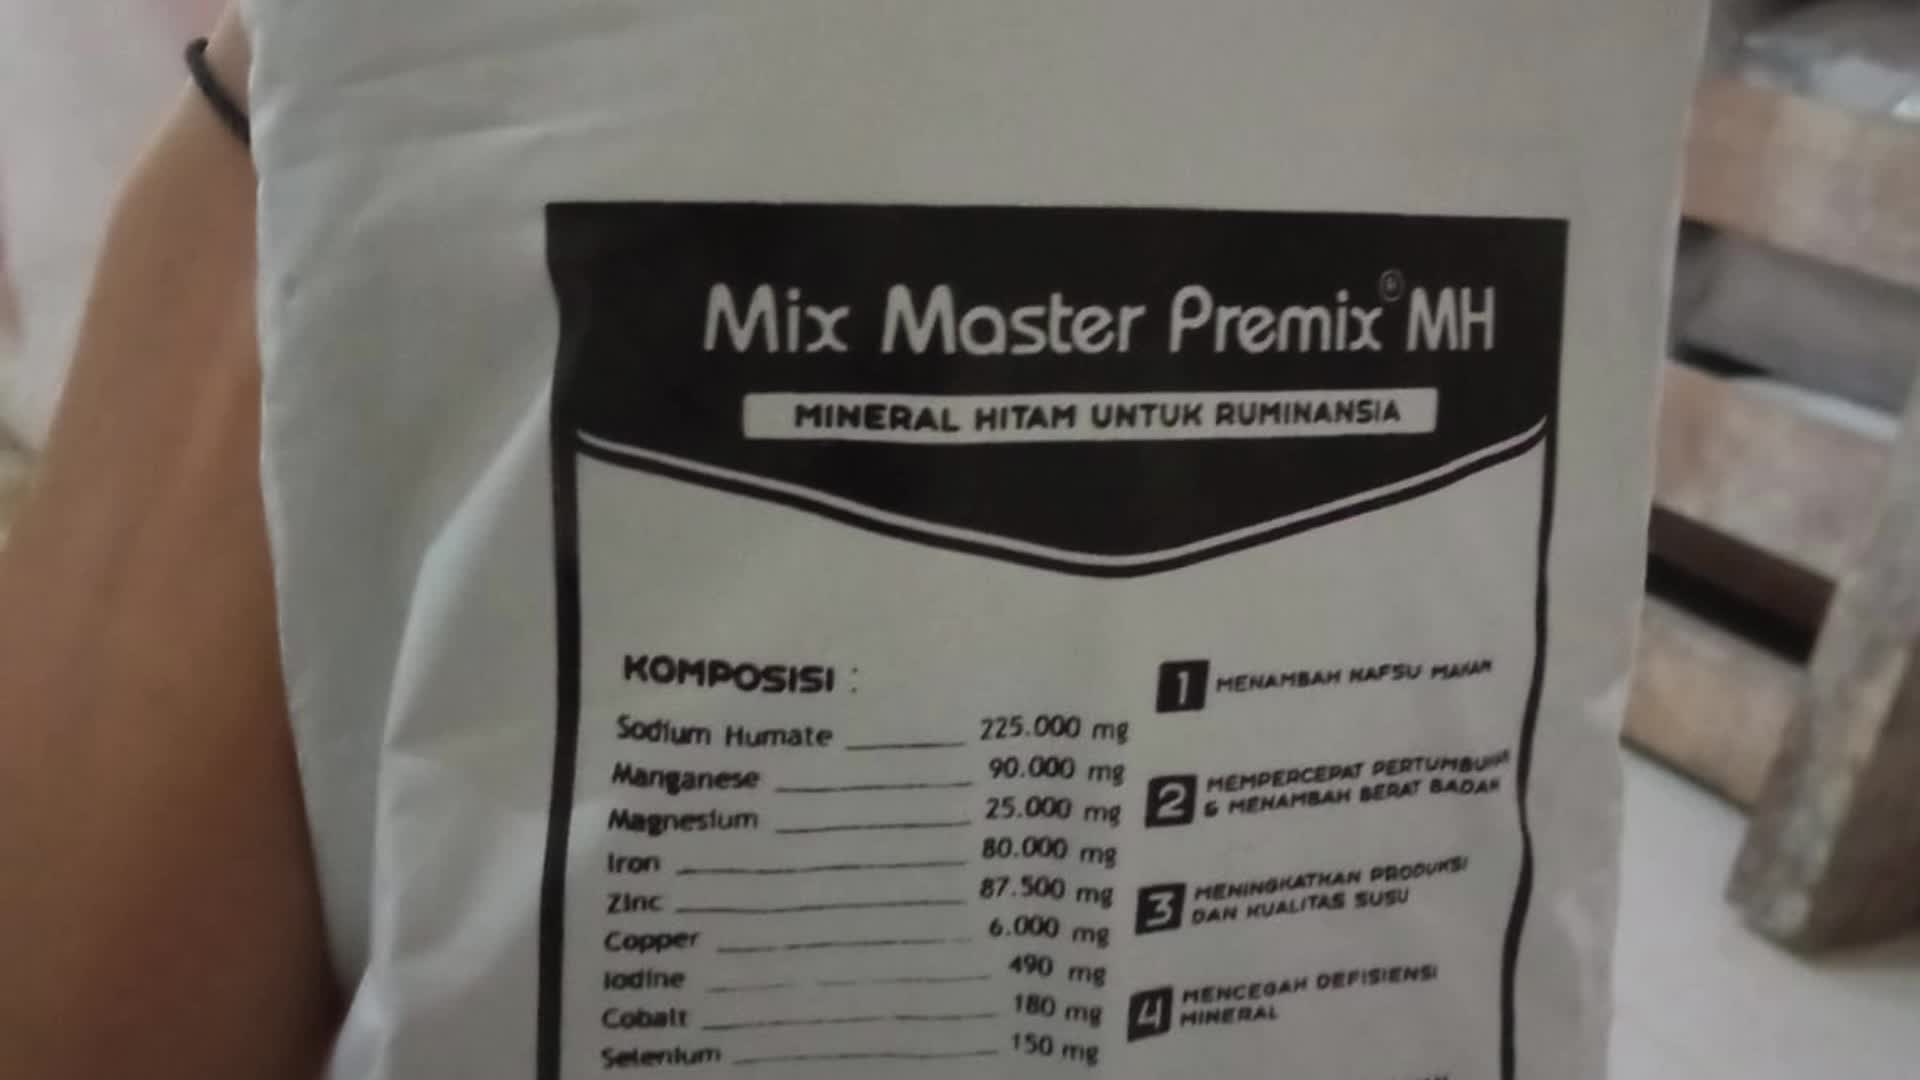 Mix Master Premix® MH
MINERAL HITAM UNTUK RUMINANSIA
KOMPOSISI :
Sodium Humate 225.000 mg
Manganese 90.000 mg
Magnesium 25.000 mg
Iron 80.000 mg
Zinc 87.500 mg
Copper 6.000 mg
Iodine 490 mg
Cobalt 180 mg
Selenium 150 mg
1 MENAMBAH NAFSU MAKAN
2 MEMPERCEPAT PERTUMBUHAN
& MENAMBAH BERAT BADAN
3 MENINGKATKAN PRODUKSI
DAN KUALITAS SUSU
4 MENCEGAH DEFISIENSI
MINERAL